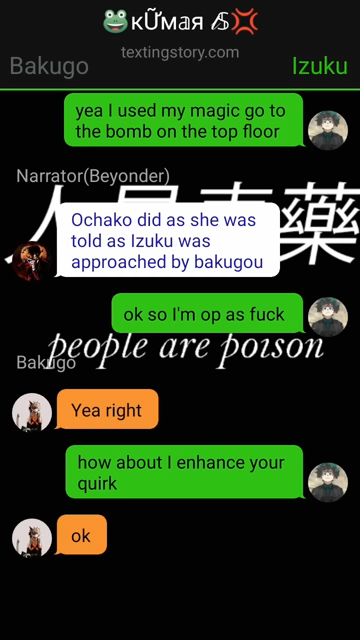 🐸ĸŨʍαя 𝒮💢
textingstory.com
Bakugo
Izuku
yea I used my magic go to
the bomb on the top floor
Narrator(Beyonder)
人
毒藥
Ochako did as she was
told as Izuku was
approached by bakugou
ok so I'm op as fuck
people are poison
Bakugo
Yea right
how about I enhance your
quirk
ok